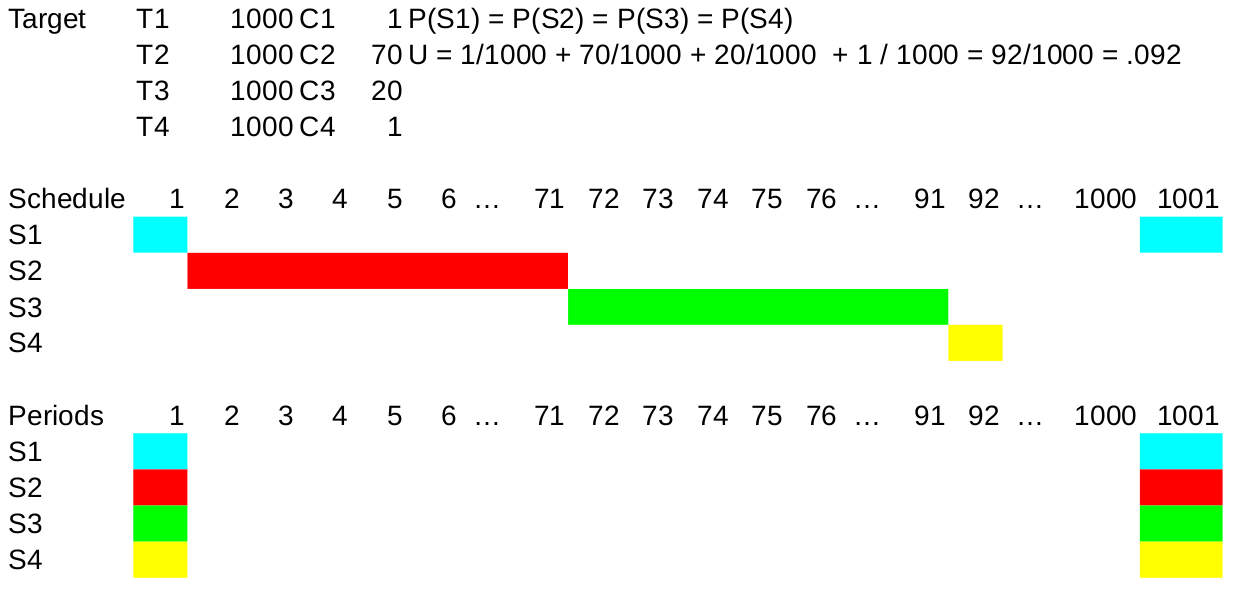 Target T1 1000 C1 1 P(S1) = P(S2) = P(S3) = P(S4)
T2 1000 C2 70 U = 1/1000 + 70/1000 + 20/1000 + 1 / 1000 = 92/1000 = .092
T3 1000 C3 20
T4 1000 C4 1
Schedule 1 2 3 4 5 6 ... 71 72 73 74 75 76 ... 91 92 ... 1000 1001
S1
S2
S3
S4
Periods 1 2 3 4 5 6 ... 71 72 73 74 75 76 ... 91 92 ... 1000 1001
S1
S2
S3
S4